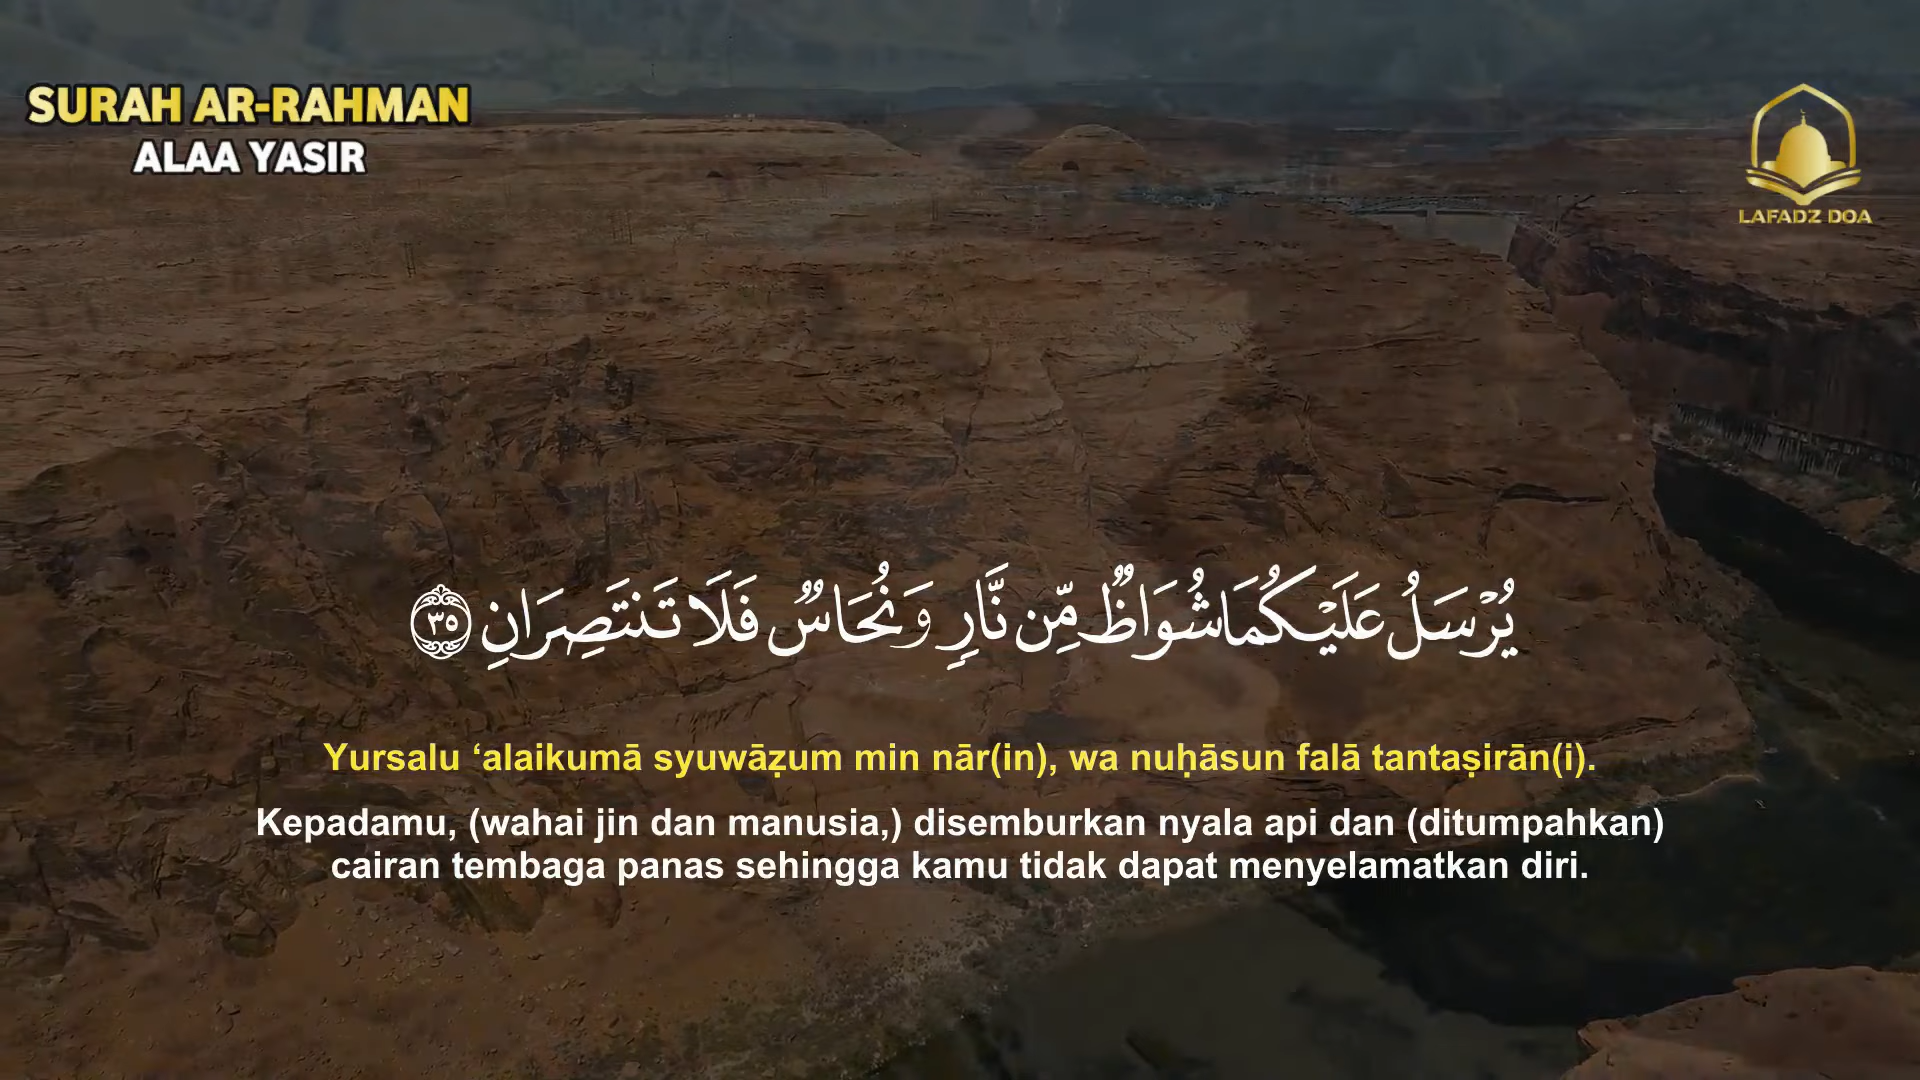 SURAH AR-RAHMAN
ALAA YASIR
LAFADZ DOA
يُرْسَلُ عَلَيْكُمَا شُوَاظٌ مِّن نَّارٍ وَنُحَاسٌ فَلَا تَنتَصِرَانِ ٣٥
Yursalu ‘alaikumā syuwāẓum min nār(in), wa nuḥāsun falā tantaṣirān(i).
Kepadamu, (wahai jin dan manusia,) disemburkan nyala api dan (ditumpahkan)
cairan tembaga panas sehingga kamu tidak dapat menyelamatkan diri.